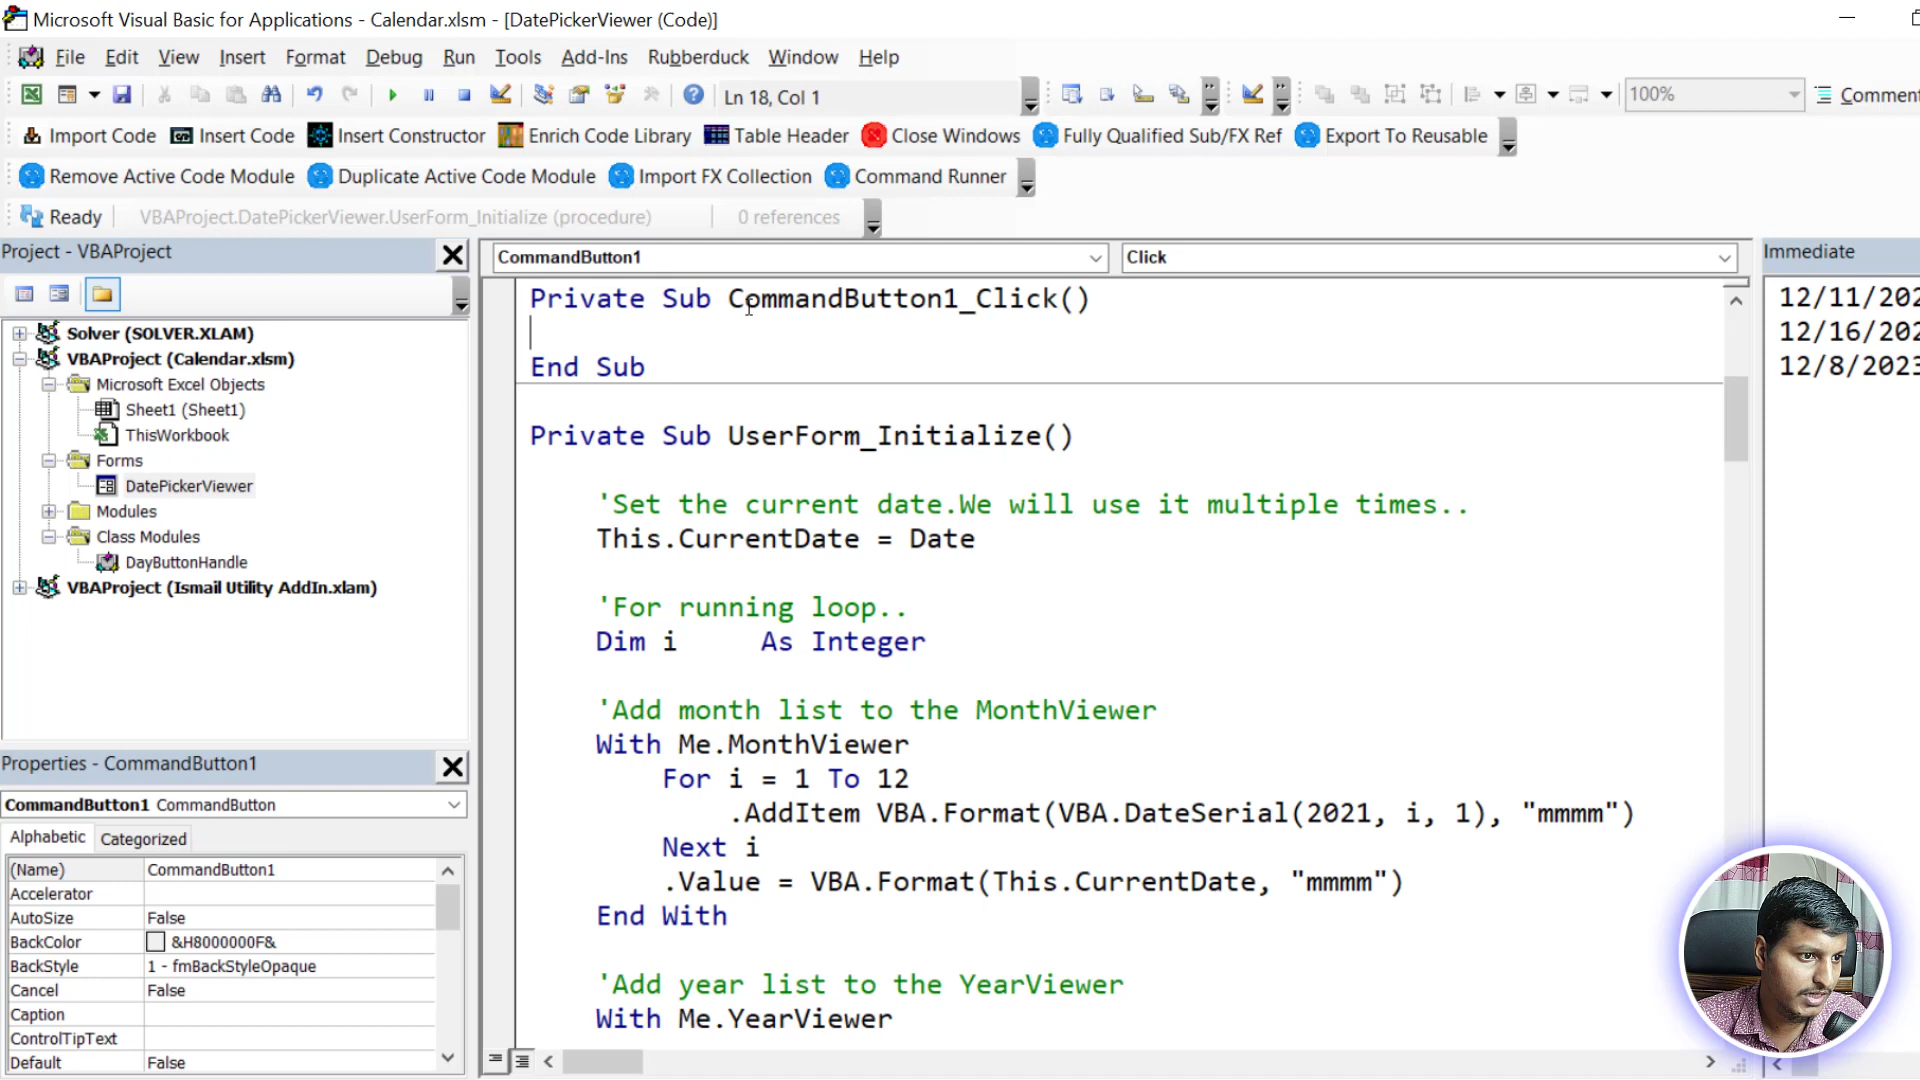 Microsoft Visual Basic for Applications - Calendar.xlsm - [DatePickerViewer (Code)]
File Edit View Insert Format Debug Run Tools Add-Ins Rubberduck Window Help
Ln 18, Col 1 100%
Import Code Insert Code Insert Constructor Enrich Code Library Table Header Close Windows Fully Qualified Sub/FX Ref Export To Reusable
Remove Active Code Module Duplicate Active Code Module Import FX Collection Command Runner
Ready VBAProject.DatePickerViewer.UserForm_Initialize (procedure) 0 references
Project - VBAProject
Solver (SOLVER.XLAM)
VBAProject (Calendar.xlsm)
Microsoft Excel Objects
Sheet1 (Sheet1)
ThisWorkbook
Forms
DatePickerViewer
Modules
Class Modules
DayButtonHandle
VBAProject (Ismail Utility AddIn.xlam)
Properties - CommandButton1
CommandButton1 CommandButton
Alphabetic Categorized
(Name) CommandButton1
Accelerator
AutoSize False
BackColor &H8000000F&
BackStyle 1 - fmBackStyleOpaque
Cancel False
Caption
ControlTipText
Default False
CommandButton1 Click
Private Sub CommandButton1_Click()
End Sub
Private Sub UserForm_Initialize()
'Set the current date.We will use it multiple times..
This.CurrentDate = Date
'For running loop..
Dim i As Integer
'Add month list to the MonthViewer
With Me.MonthViewer
For i = 1 To 12
.AddItem VBA.Format(VBA.DateSerial(2021, i, 1), "mmmm")
Next i
.Value = VBA.Format(This.CurrentDate, "mmmm")
End With
'Add year list to the YearViewer
With Me.YearViewer
Immediate
12/11/202
12/16/202
12/8/2023